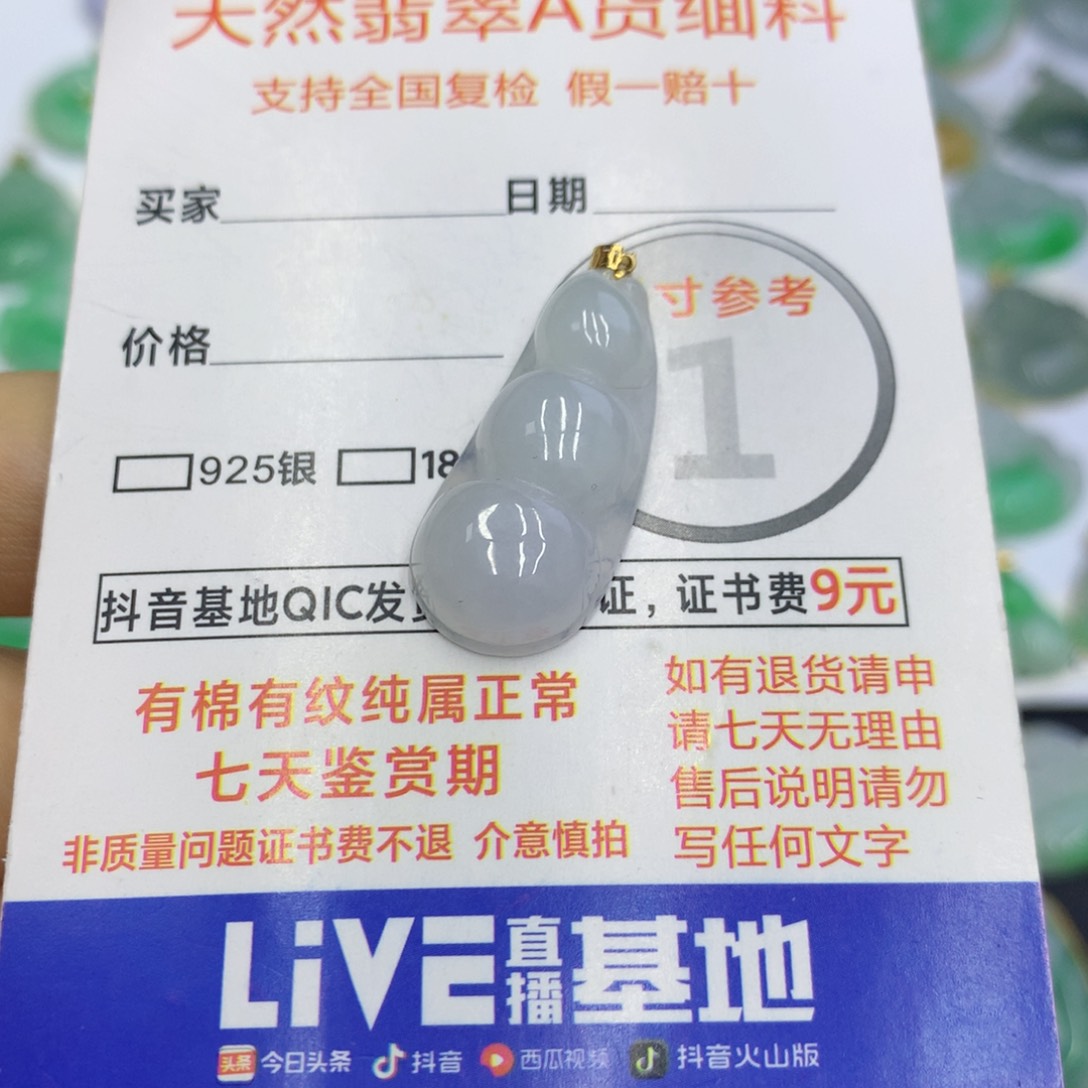 天然翡翠A货缅料
支持全国复检 假一赔十
买家 日期
寸参考
1
价格
925银 18
抖音基地QIC发 证，证书费9元
有棉有纹纯属正常
七天鉴赏期
非质量问题证书费不退 介意慎拍
如有退货请申
请七天无理由
售后说明请勿
写任何文字
LiVE直播基地
头条 今日头条 抖音 西瓜视频 抖音火山版